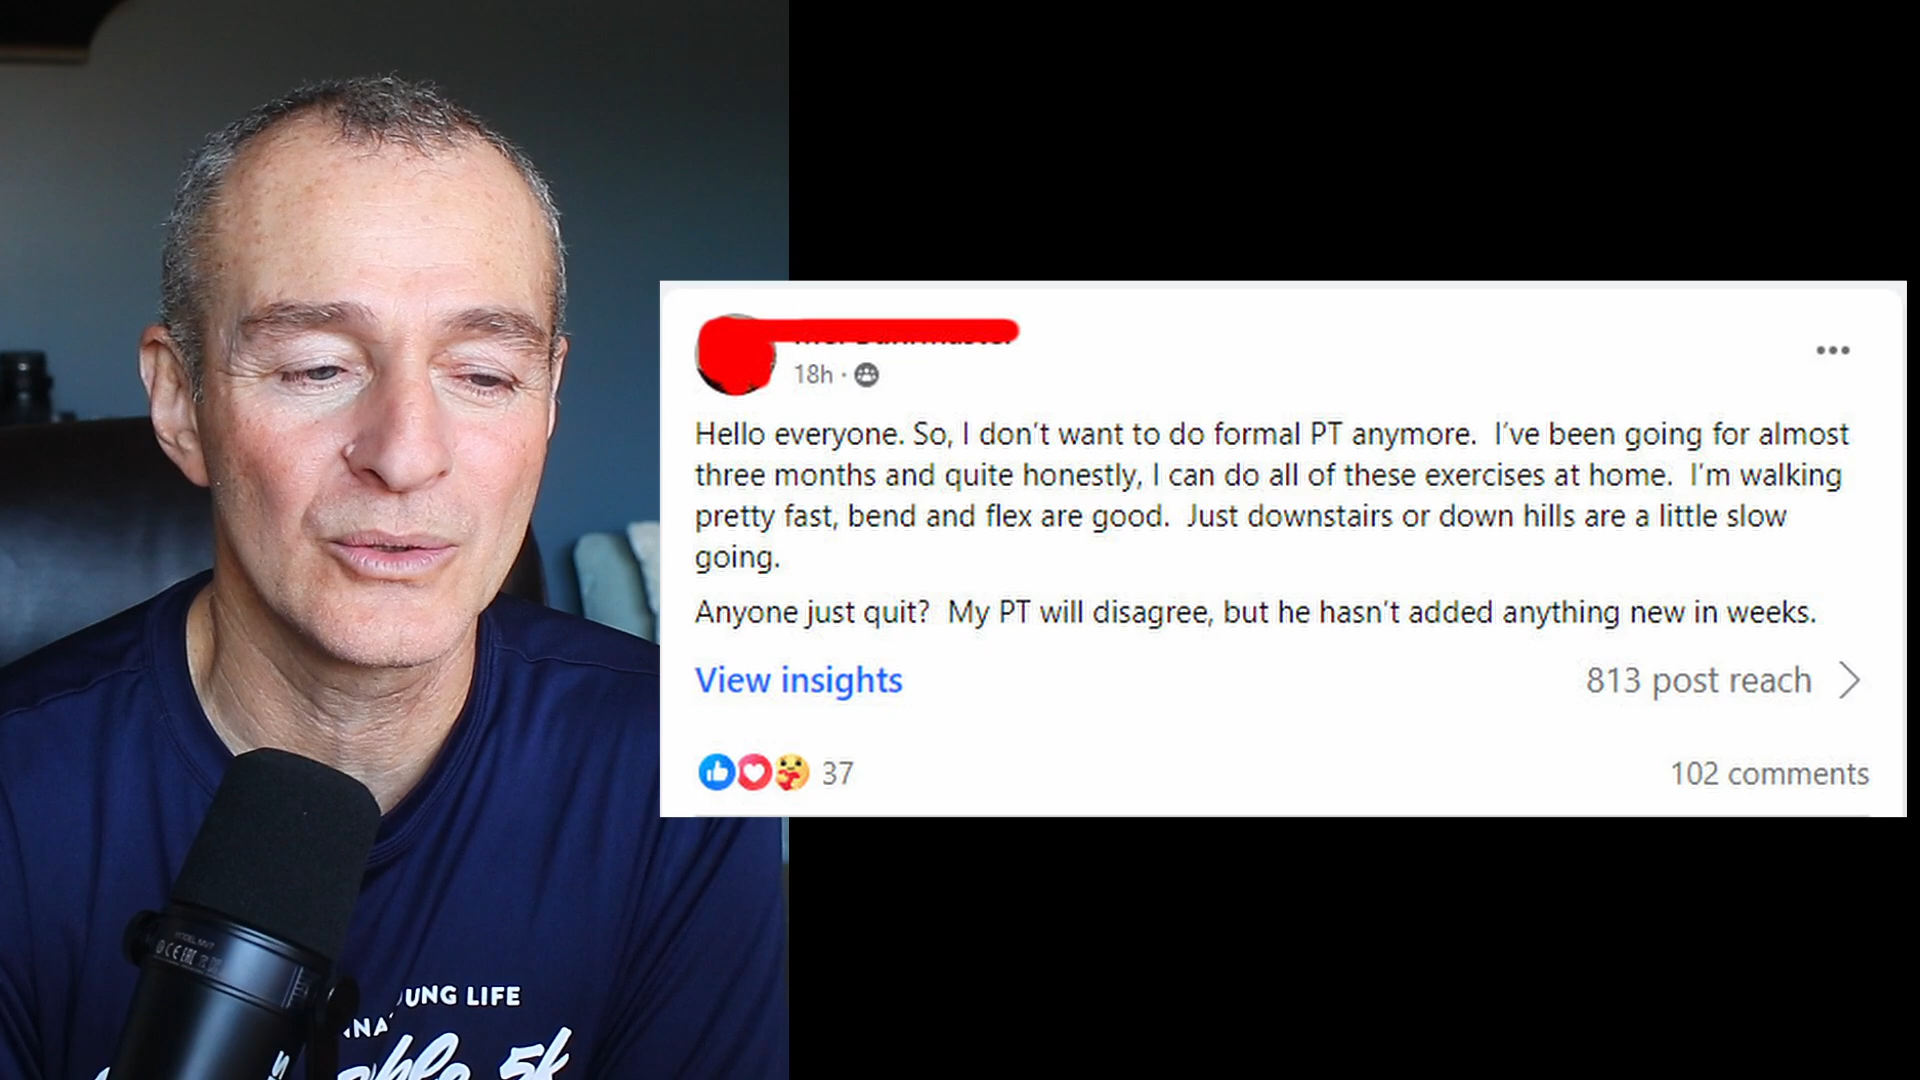 18h ·
Hello everyone. So, I don't want to do formal PT anymore. I've been going for almost
three months and quite honestly, I can do all of these exercises at home. I'm walking
pretty fast, bend and flex are good. Just downstairs or down hills are a little slow
going.
Anyone just quit? My PT will disagree, but he hasn't added anything new in weeks.
View insights
813 post reach
37
102 comments
MODEL MV7
UNG LIFE
5k